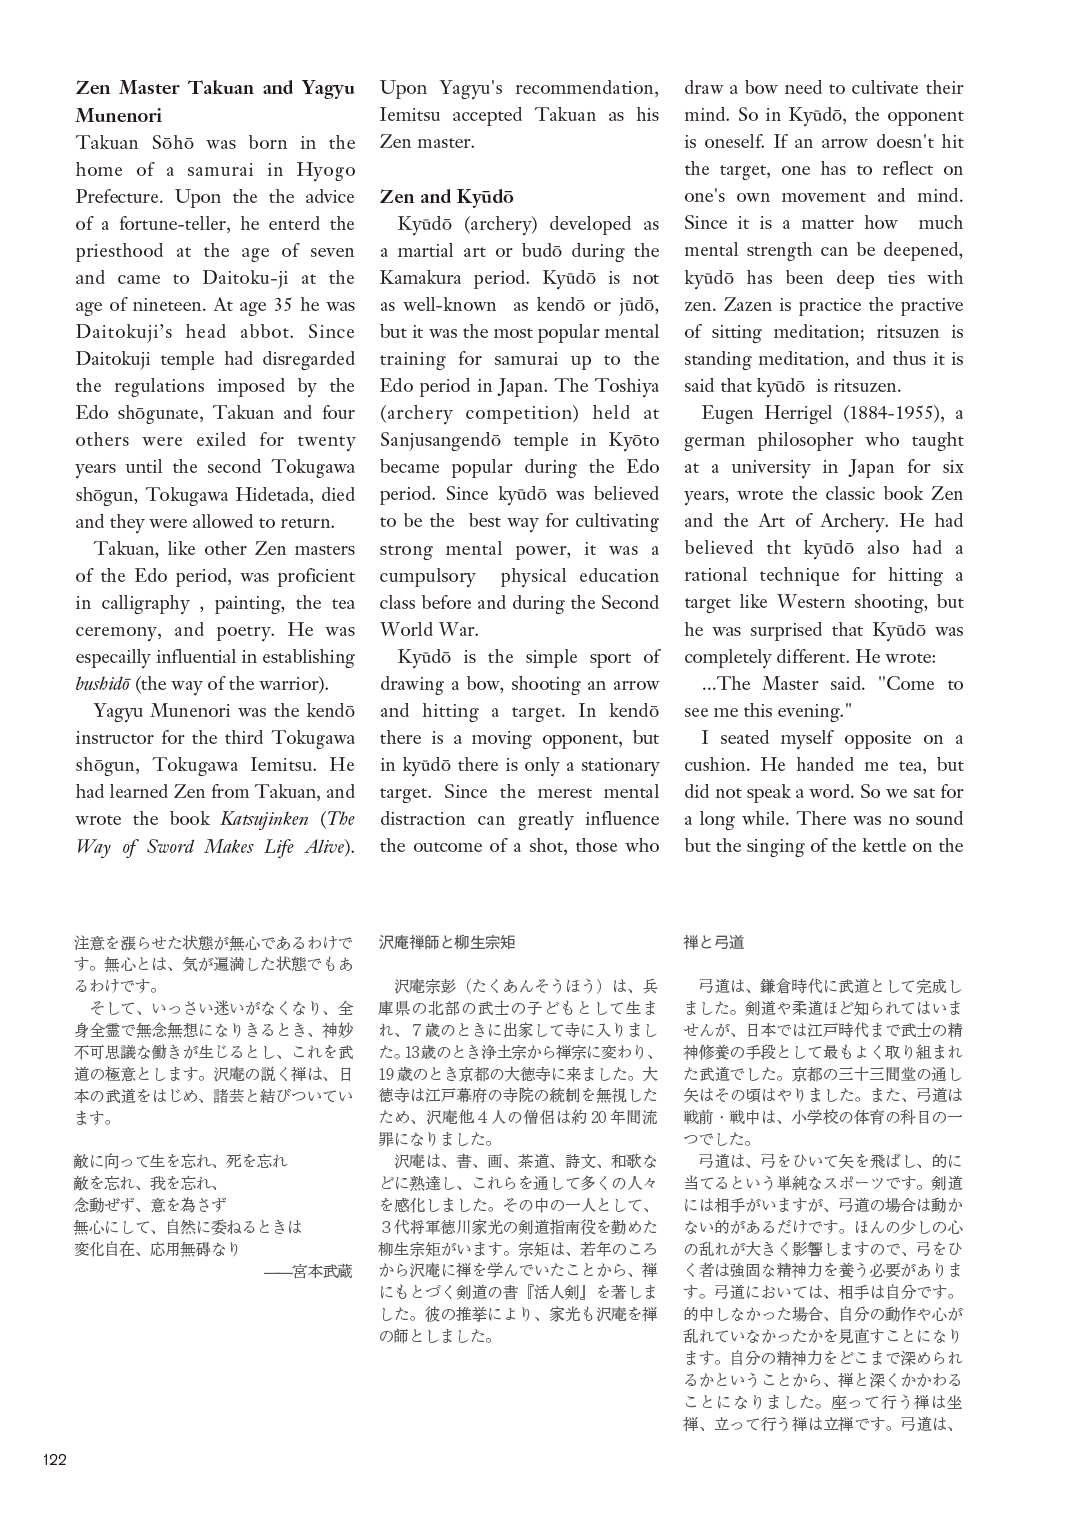 Zen Master Takuan and Yagyu
Munenori
Takuan Sōhō was born in the
home of a samurai in Hyogo
Prefecture. Upon the the advice
of a fortune-teller, he enterd the
priesthood at the age of seven
and came to Daitoku-ji at the
age of nineteen. At age 35 he was
Daitokuji’s head abbot. Since
Daitokuji temple had disregarded
the regulations imposed by the
Edo shōgunate, Takuan and four
others were exiled for twenty
years until the second Tokugawa
shōgun, Tokugawa Hidetada, died
and they were allowed to return.
Takuan, like other Zen masters
of the Edo period, was proficient
in calligraphy , painting, the tea
ceremony, and poetry. He was
especailly influential in establishing
bushidō (the way of the warrior).
Yagyu Munenori was the kendō
instructor for the third Tokugawa
shōgun, Tokugawa Iemitsu. He
had learned Zen from Takuan, and
wrote the book Katsujinken (The
Way of Sword Makes Life Alive).
Upon Yagyu's recommendation,
Iemitsu accepted Takuan as his
Zen master.
Zen and Kyūdō
Kyūdō (archery) developed as
a martial art or budō during the
Kamakura period. Kyūdō is not
as well-known as kendō or jūdō,
but it was the most popular mental
training for samurai up to the
Edo period in Japan. The Toshiya
(archery competition) held at
Sanjusangendō temple in Kyōto
became popular during the Edo
period. Since kyūdō was believed
to be the best way for cultivating
strong mental power, it was a
cumpulsory physical education
class before and during the Second
World War.
Kyūdō is the simple sport of
drawing a bow, shooting an arrow
and hitting a target. In kendō
there is a moving opponent, but
in kyūdō there is only a stationary
target. Since the merest mental
distraction can greatly influence
the outcome of a shot, those who
draw a bow need to cultivate their
mind. So in Kyūdō, the opponent
is oneself. If an arrow doesn't hit
the target, one has to reflect on
one's own movement and mind.
Since it is a matter how much
mental strength can be deepened,
kyūdō has been deep ties with
zen. Zazen is practice the practive
of sitting meditation; ritsuzen is
standing meditation, and thus it is
said that kyūdō is ritsuzen.
Eugen Herrigel (1884-1955), a
german philosopher who taught
at a university in Japan for six
years, wrote the classic book Zen
and the Art of Archery. He had
believed tht kyūdō also had a
rational technique for hitting a
target like Western shooting, but
he was surprised that Kyūdō was
completely different. He wrote:
...The Master said. "Come to
see me this evening."
I seated myself opposite on a
cushion. He handed me tea, but
did not speak a word. So we sat for
a long while. There was no sound
but the singing of the kettle on the
注意を漲らせた状態が無心であるわけで
す。無心とは、気が遍満した状態でもあ
るわけです。
そして、いっさい迷いがなくなり、全
身全霊で無念無想になりきるとき、神妙
不可思議な働きが生じるとし、これを武
道の極意とします。沢庵の説く禅は、日
本の武道をはじめ、諸芸と結びついてい
ます。
敵に向って生を忘れ、死を忘れ
敵を忘れ、我を忘れ、
念動ぜず、意を為さず
無心にして、自然に委ねるときは
変化自在、応用無碍なり
――宮本武蔵
沢庵禅師と柳生宗矩
沢庵宗彭（たくあんそうほう）は、兵
庫県の北部の武士の子どもとして生ま
れ、７歳のときに出家して寺に入りまし
た。13歳のとき浄土宗から禅宗に変わり、
19 歳のとき京都の大徳寺に来ました。大
徳寺は江戸幕府の寺院の統制を無視した
ため、沢庵他４人の僧侶は約 20 年間流
罪になりました。
沢庵は、書、画、茶道、詩文、和歌な
どに熟達し、これらを通して多くの人々
を感化しました。その中の一人として、
３代将軍徳川家光の剣道指南役を勤めた
柳生宗矩がいます。宗矩は、若年のころ
から沢庵に禅を学んでいたことから、禅
にもとづく剣道の書『活人剣』を著しま
した。彼の推挙により、家光も沢庵を禅
の師としました。
禅と弓道
弓道は、鎌倉時代に武道として完成し
ました。剣道や柔道ほど知られてはいま
せんが、日本では江戸時代まで武士の精
神修養の手段として最もよく取り組まれ
た武道でした。京都の三十三間堂の通し
矢はその頃はやりました。また、弓道は
戦前・戦中は、小学校の体育の科目の一
つでした。
弓道は、弓をひいて矢を飛ばし、的に
当てるという単純なスポーツです。剣道
には相手がいますが、弓道の場合は動か
ない的があるだけです。ほんの少しの心
の乱れが大きく影響しますので、弓をひ
く者は強固な精神力を養う必要がありま
す。弓道においては、相手は自分です。
的中しなかった場合、自分の動作や心が
乱れていなかったかを見直すことになり
ます。自分の精神力をどこまで深められ
るかということから、禅と深くかかわる
ことになりました。座って行う禅は坐
禅、立って行う禅は立禅です。弓道は、
122